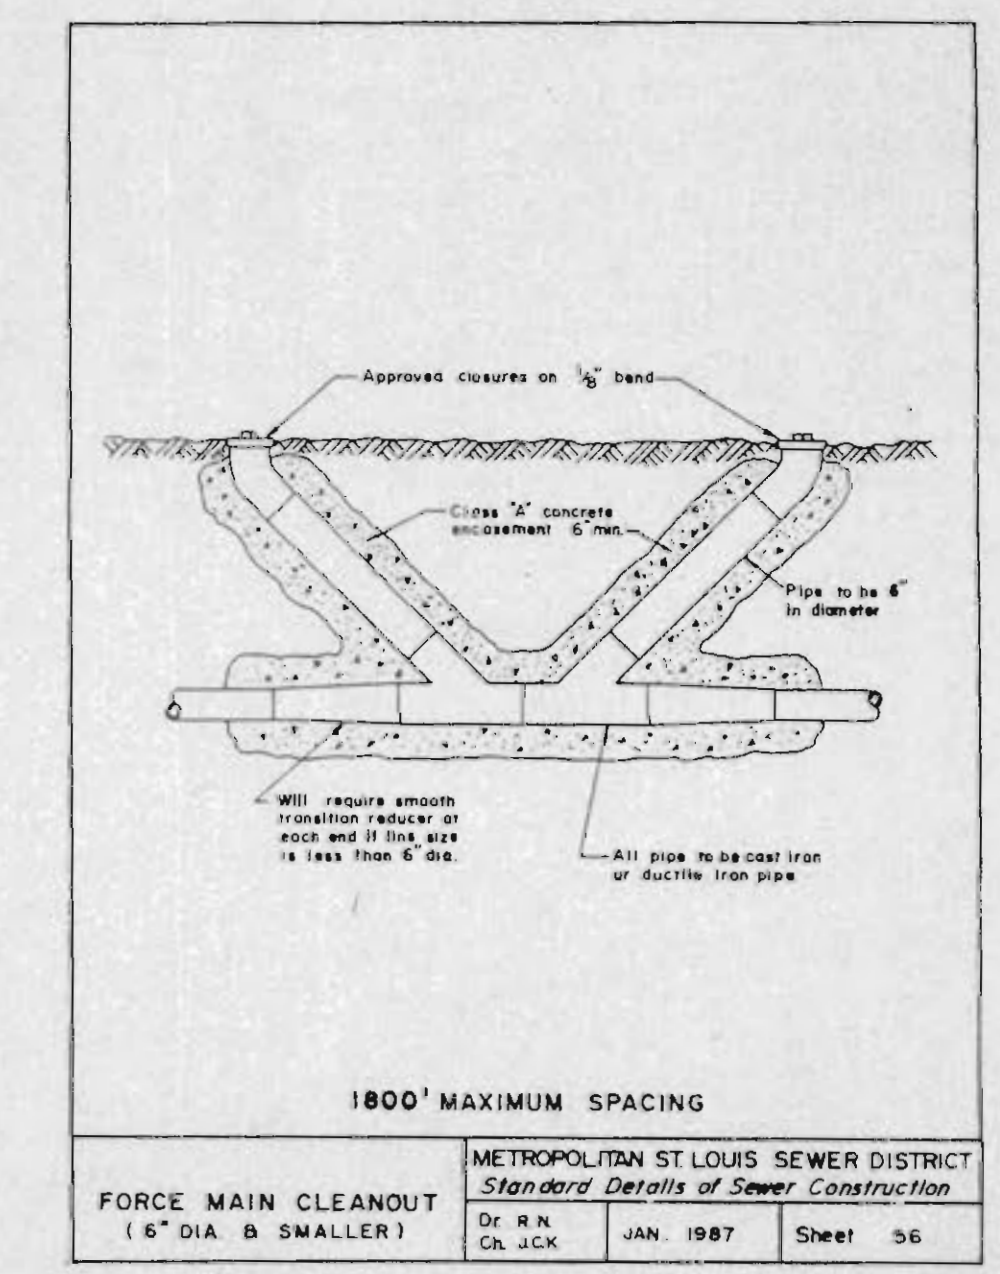 Approved closures on 1/8" bend
Class "A" concrete
encasement 6" min.
Pipe to be 6"
in diameter
Will require smooth
transition reducer at
each end if line size
is less than 6" dia.
All pipe to be cast iron
or ductile iron pipe
1800' MAXIMUM SPACING
FORCE MAIN CLEANOUT
(6" DIA. & SMALLER)
METROPOLITAN ST. LOUIS SEWER DISTRICT
Standard Details of Sewer Construction
Dr. R.N.
Ch. J.C.K.
JAN. 1987
Sheet